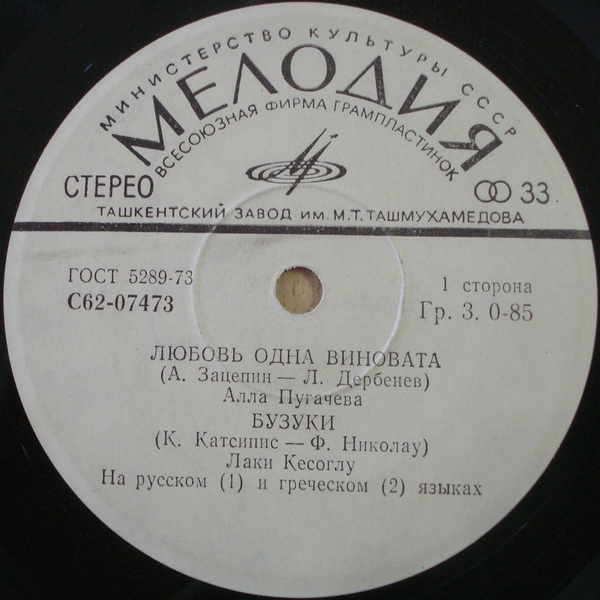 МИНИСТЕРСТВО КУЛЬТУРЫ СССР
МЕЛОДИЯ
ВСЕСОЮЗНАЯ ФИРМА ГРАМПЛАСТИНОК
СТЕРЕО
33
ТАШКЕНТСКИЙ ЗАВОД ИМ. М.Т. ТАШМУХАМЕДОВА
ГОСТ 5289-73
1 сторона
С62-07473
Гр. 3. 0-85
ЛЮБОВЬ ОДНА ВИНОВАТА
(А. Зацепин — Л. Дербенев)
Алла Пугачева
БУЗУКИ
(К. Катсипис — Ф. Николау)
Лаки Кесоглу
На русском (1) и греческом (2) языках